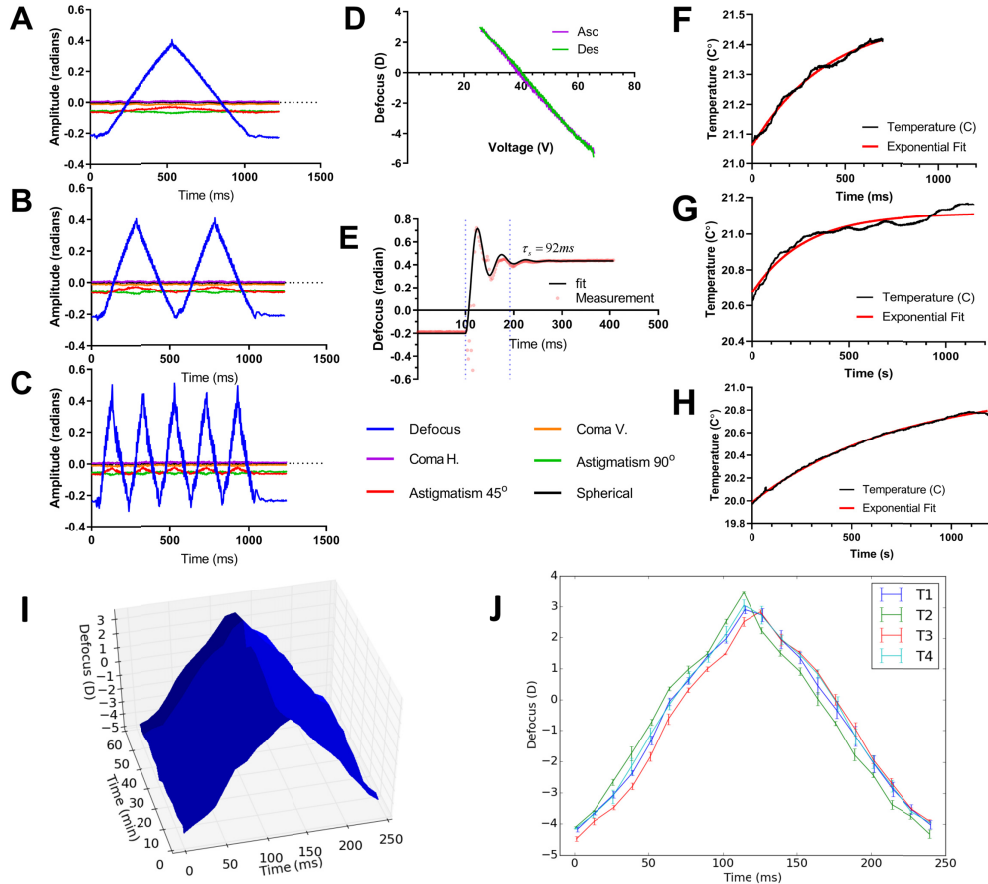 A
Amplitude (radians)
0.6
0.4
0.2
0.0
-0.2
0.4
0
500
1000
1500
Time (ms)
B
Amplitude (radians)
0.6
0.4
0.2
0.0
-0.2
-0.4
0
500
1000
1500
Time (ms)
C
Amplitude (radians)
0.6
0.4
0.2
0.0
-0.2
-0.4
0
500
1000
1500
Time (ms)
D
Defocus (D)
4
2
0
-2
-4
-6
20
40
60
80
Asc
Des
Voltage (V)
E
Defocus (radian)
0.8
0.6
0.4
0.2
0.0
-0.2
-0.4
-0.6
100
200
300
400
500
τs = 92ms
fit
Measurement
Time (ms)
Defocus
Coma V.
Coma H.
Astigmatism 90o
Astigmatism 45o
Spherical
F
Temperature (C°)
21.5
21.4
21.3
21.2
21.1
21.0
0
500
1000
Temperature (C)
Exponential Fit
Time (ms)
G
Temperature (C°)
21.2
21.0
20.8
20.6
20.4
0
500
1000
Temperature (C)
Exponential Fit
Time (s)
H
Temperature (C°)
21.0
20.8
20.6
20.4
20.2
20.0
19.8
0
500
1000
Temperature (C)
Exponential Fit
Time (s)
I
Defocus (D)
3
2
1
0
-1
-2
-3
-4
-5
60
50
40
30
20
10
Time (min)
0
50
100
150
200
250
Time (ms)
J
Defocus (D)
4
3
2
1
0
-1
-2
-3
-4
-5
0
50
100
150
200
250
Time (ms)
T1
T2
T3
T4